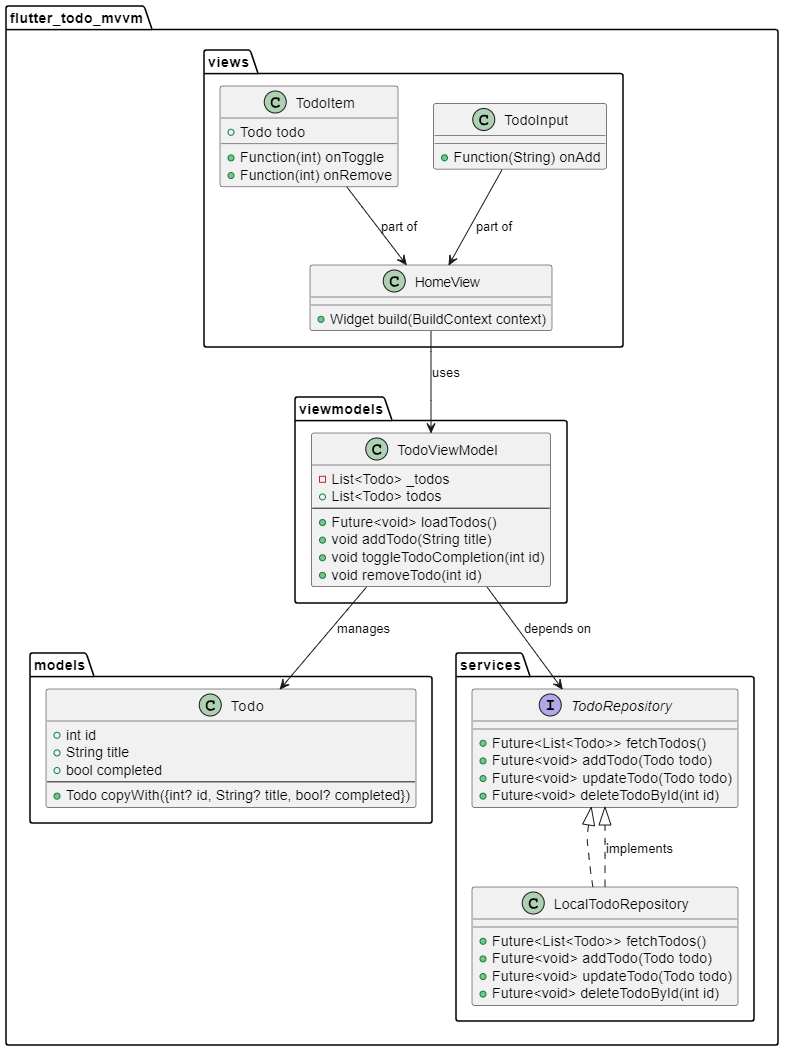 flutter_todo_mvvm
views
C TodoItem
Todo todo
Function(int) onToggle
Function(int) onRemove
C TodoInput
Function(String) onAdd
part of
part of
C HomeView
Widget build(BuildContext context)
uses
viewmodels
C TodoViewModel
List<Todo> _todos
List<Todo> todos
Future<void> loadTodos()
void addTodo(String title)
void toggleTodoCompletion(int id)
void removeTodo(int id)
manages
depends on
models
C Todo
int id
String title
bool completed
Todo copyWith({int? id, String? title, bool? completed})
services
I TodoRepository
Future<List<Todo>> fetchTodos()
Future<void> addTodo(Todo todo)
Future<void> updateTodo(Todo todo)
Future<void> deleteTodoById(int id)
implements
C LocalTodoRepository
Future<List<Todo>> fetchTodos()
Future<void> addTodo(Todo todo)
Future<void> updateTodo(Todo todo)
Future<void> deleteTodoById(int id)